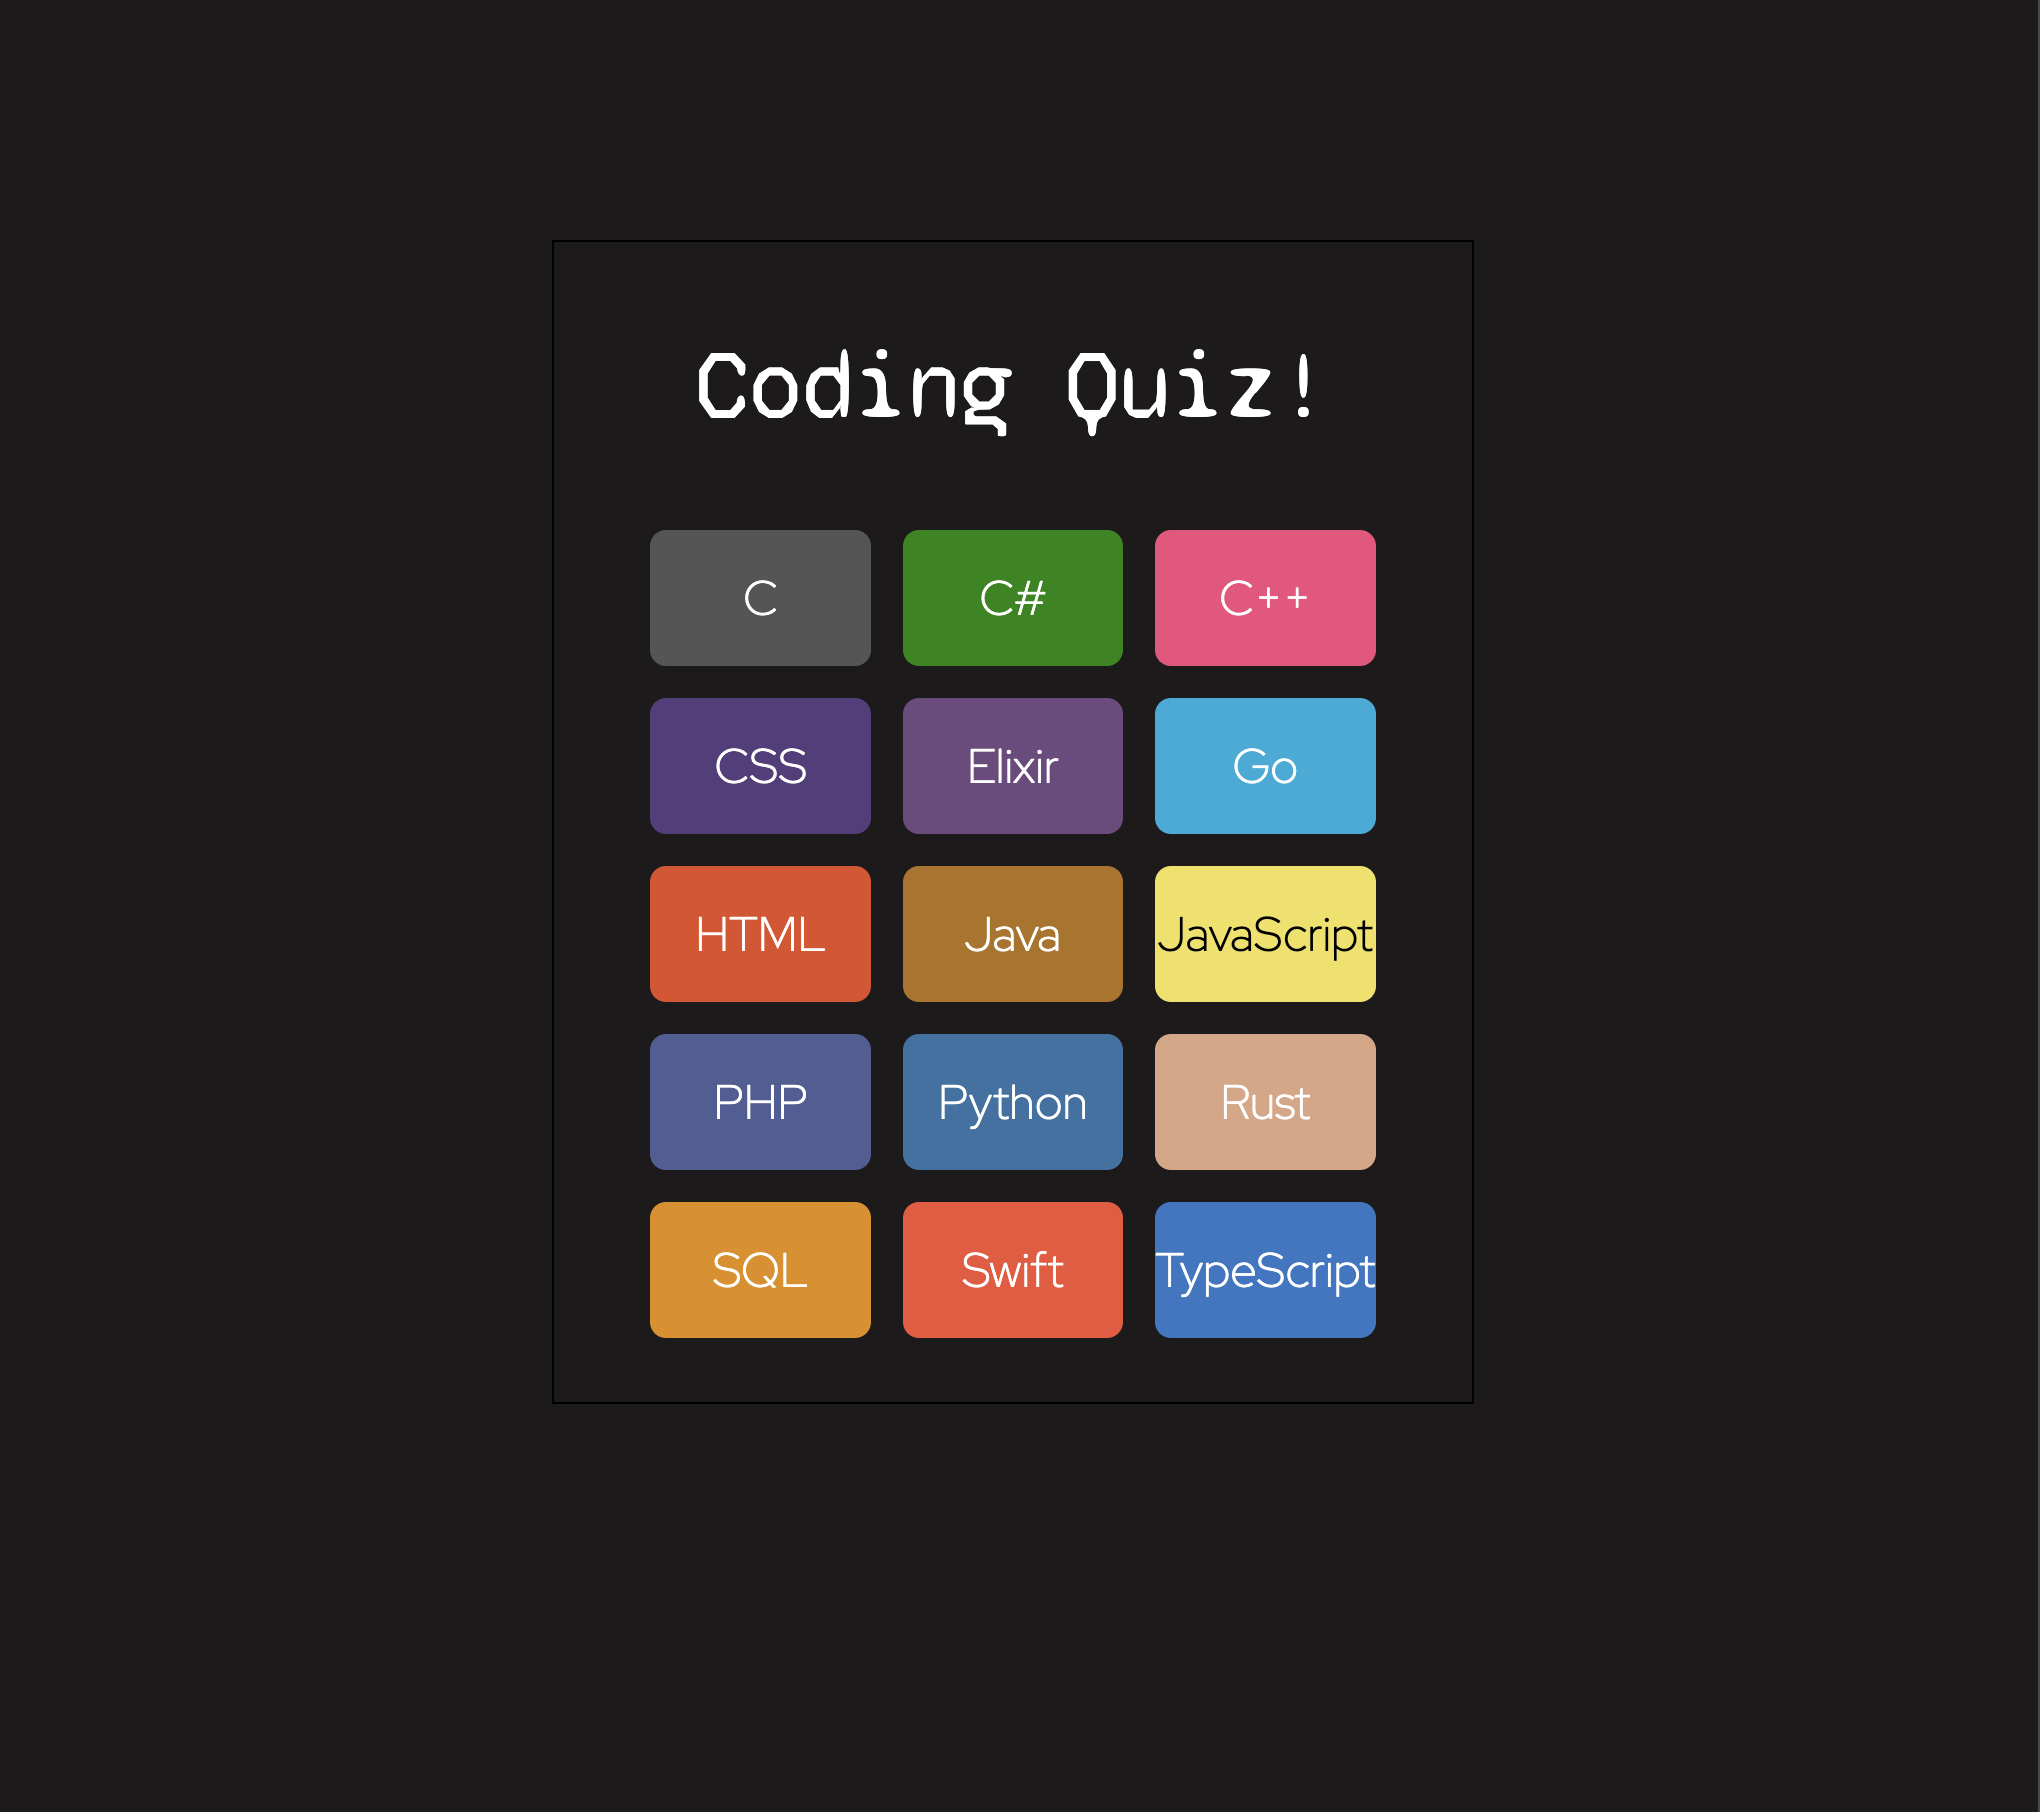 Coding Quiz!
C
C#
C++
CSS
Elixir
Go
HTML
Java
JavaScript
PHP
Python
Rust
SQL
Swift
TypeScript